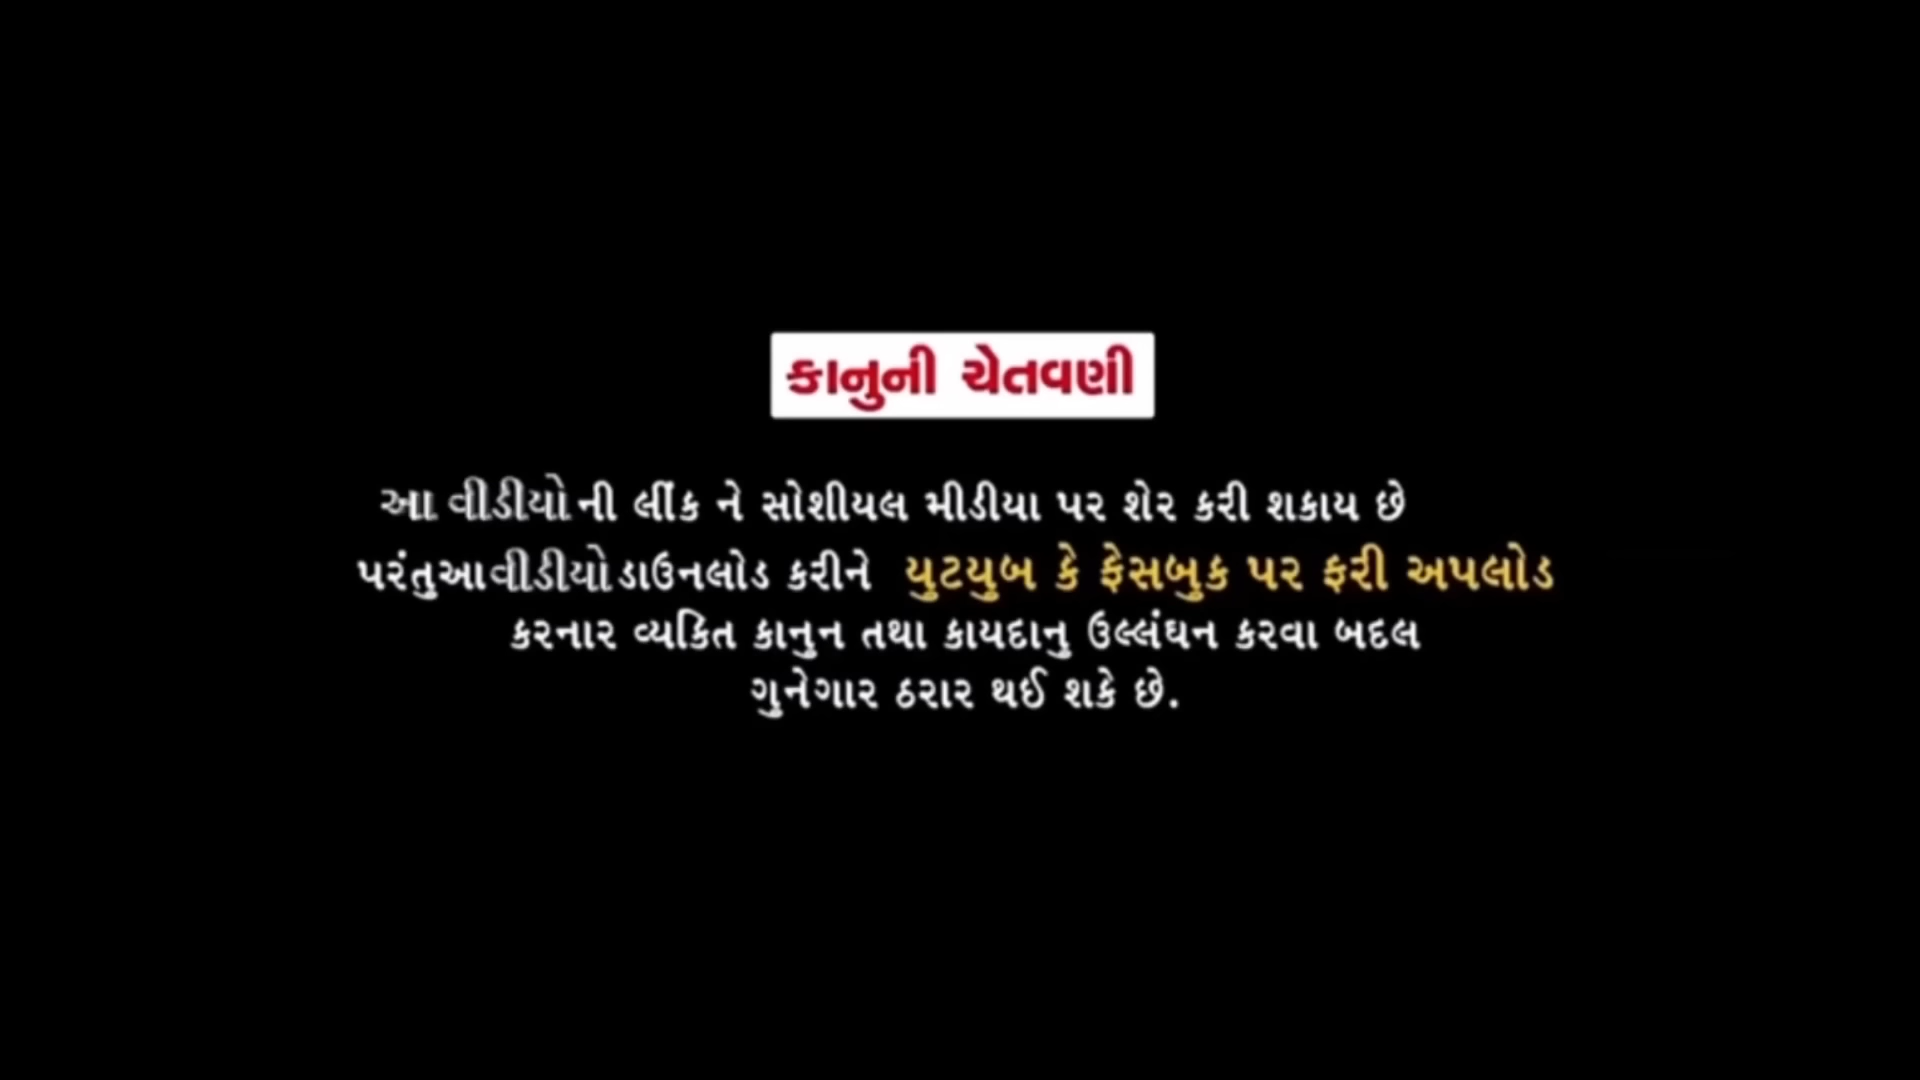 કાનુની ચેતવણી
આ વીડીયો ની લીંક ને સોશીયલ મીડીયા પર શેર કરી શકાય છે
પરંતુઆવીડીયો ડાઉનલોડ કરીને યુટયુબ કે ફેસબુક પર ફરી અપલોડ
કરનાર વ્યકિત કાનુન તથા કાયદાનુ ઉલ્લંઘન કરવા બદલ
ગુનેગાર ઠરાર થઈ શકે છે.